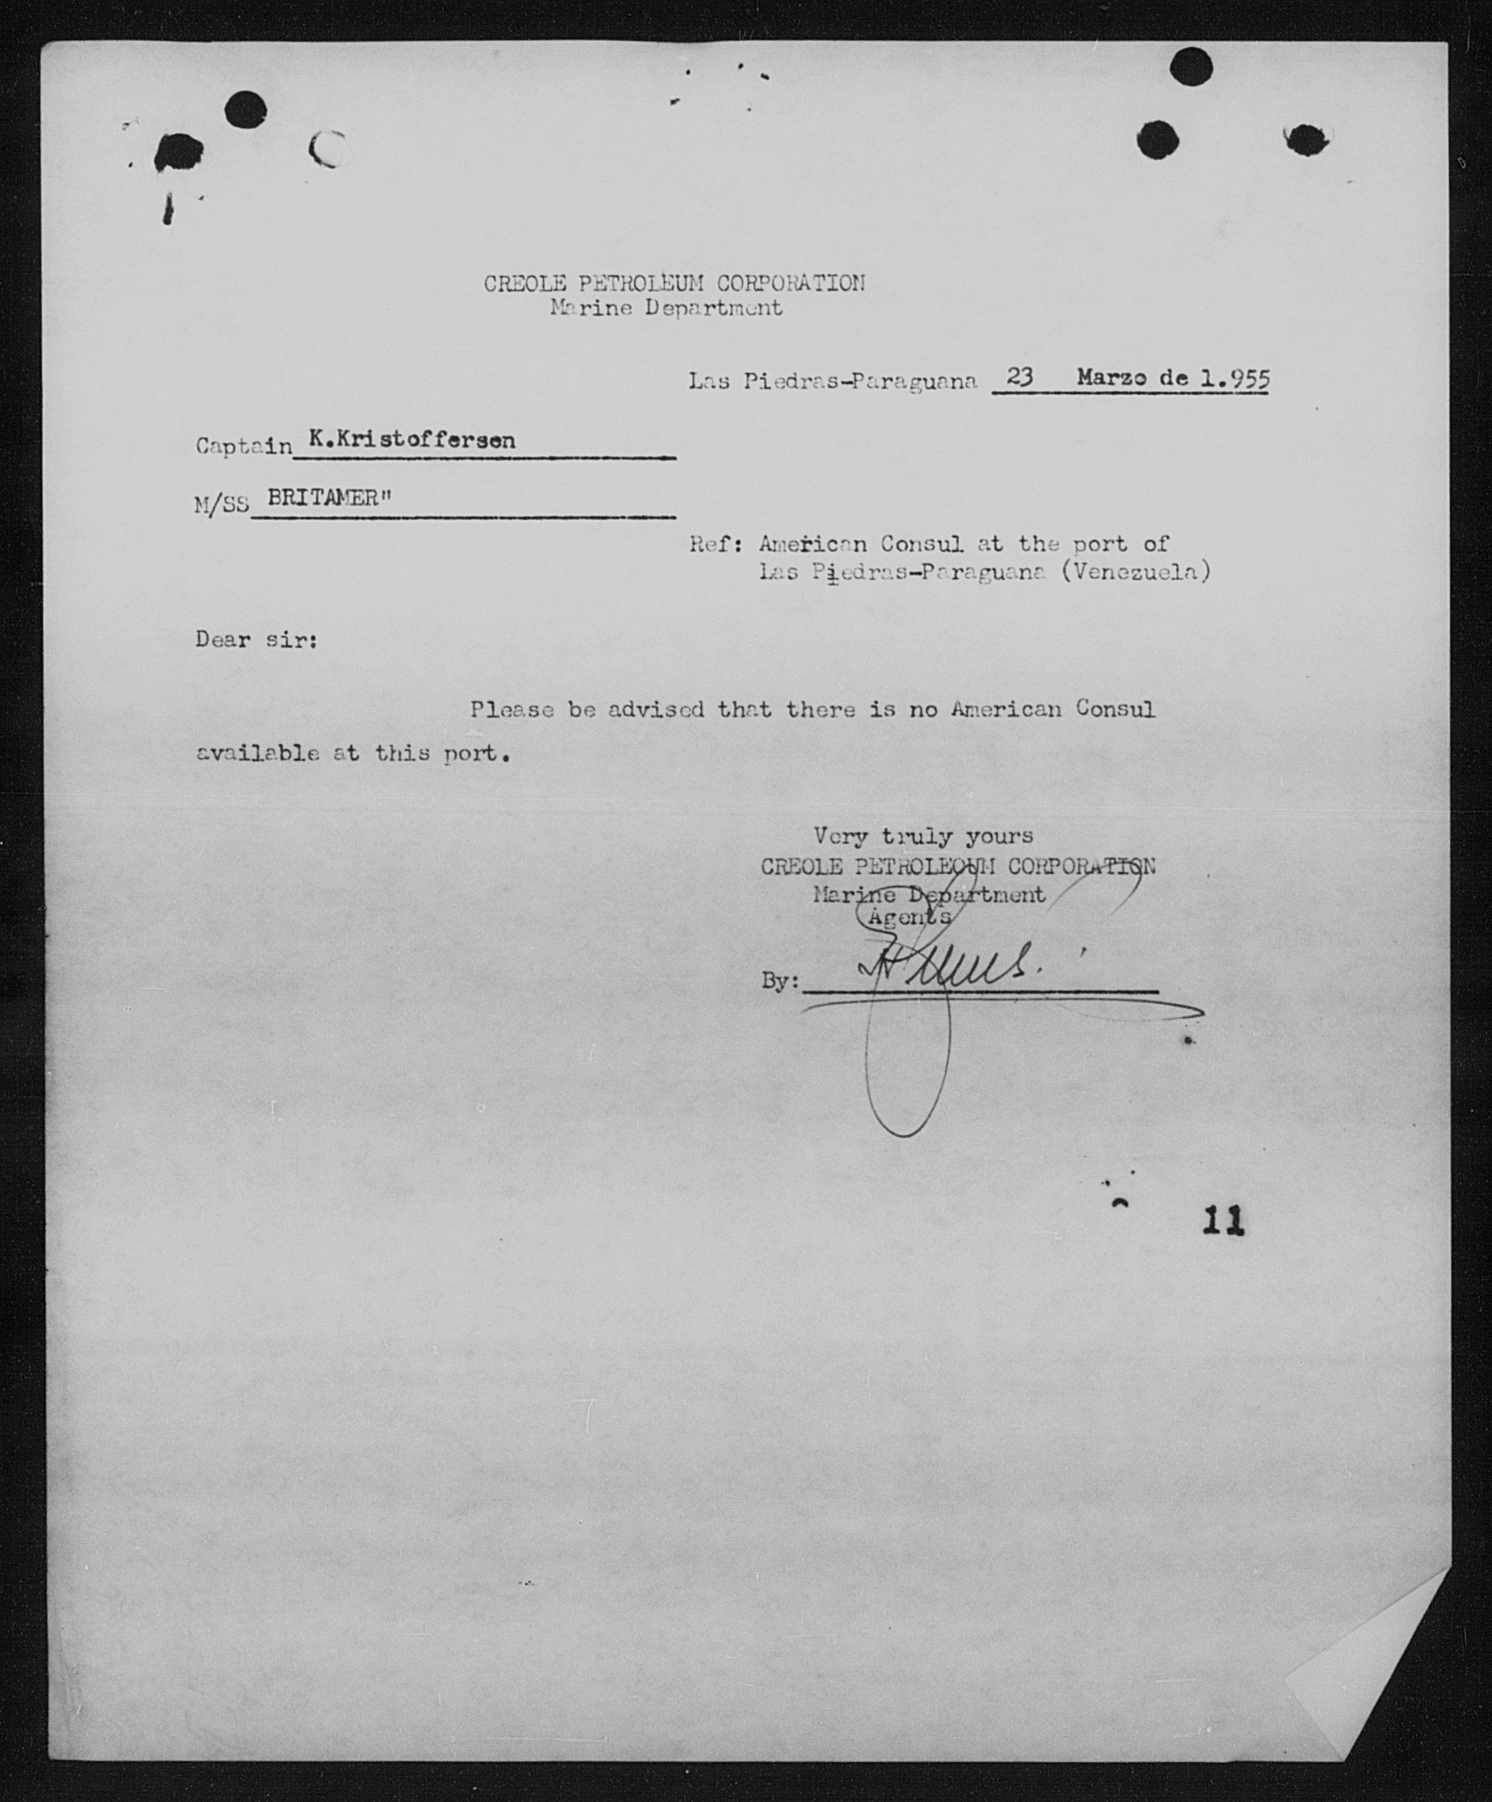 CREOLE PETROLEUM CORPORATION
Marine Department
Las Piedras-Paraguana 23 Marzo de 1.955
Captain K.Kristoffersen
M/SS BRITAMER"
Ref: American Consul at the port of
Las Piedras-Paraguana (Venezuela)
Dear sir:
Please be advised that there is no American Consul
available at this port.
Very truly yours
CREOLE PETROLEOUM CORPORATION
Marine Department
Agents
By:
11